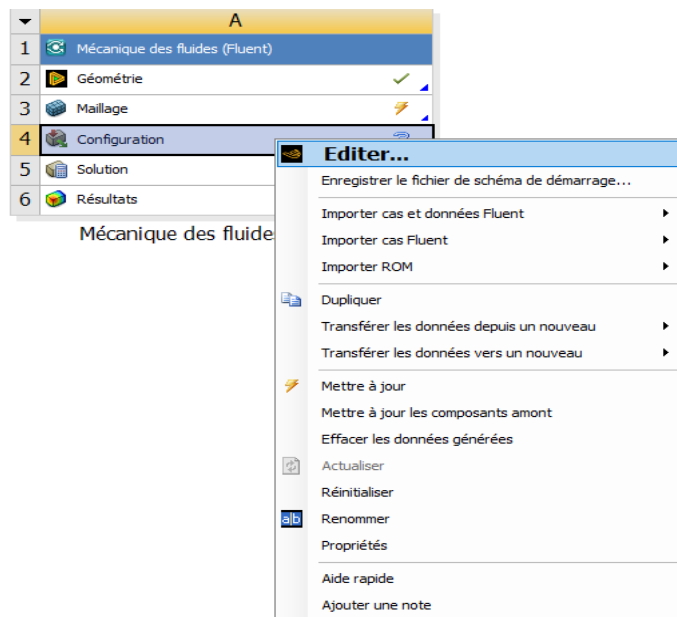 A
1 Mécanique des fluides (Fluent)
2 Géométrie
3 Maillage
4 Configuration
5 Solution
6 Résultats
Mécanique des fluide
Editer...
Enregistrer le fichier de schéma de démarrage...
Importer cas et données Fluent
Importer cas Fluent
Importer ROM
Dupliquer
Transférer les données depuis un nouveau
Transférer les données vers un nouveau
Mettre à jour
Mettre à jour les composants amont
Effacer les données générées
Actualiser
Réinitialiser
a|b Renommer
Propriétés
Aide rapide
Ajouter une note